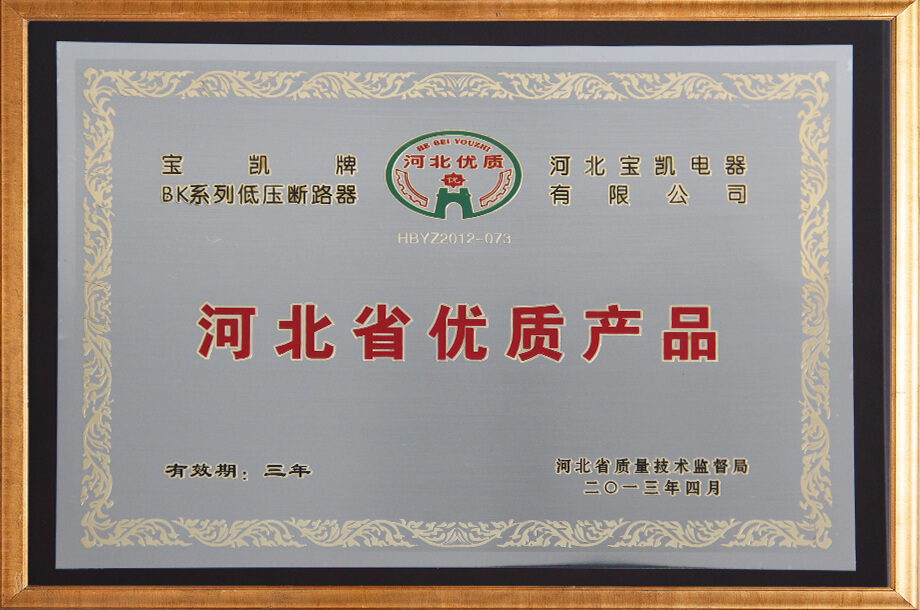 宝凯牌
BK系列低压断路器
HE BEI YOUZHI
河北优质
优
HBYZ2012-073
河北宝凯电器
有限公司
河北省优质产品
有效期：三年
河北省质量技术监督局
二〇一三年四月